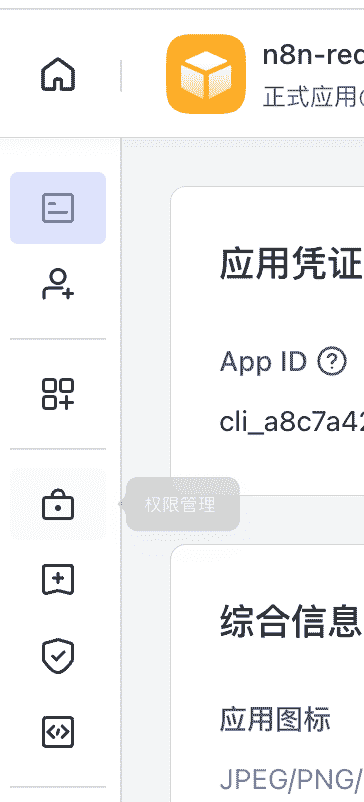 n8n-red
正式应用
应用凭证
App ID
cli_a8c7a42
权限管理
综合信息
应用图标
JPEG/PNG/